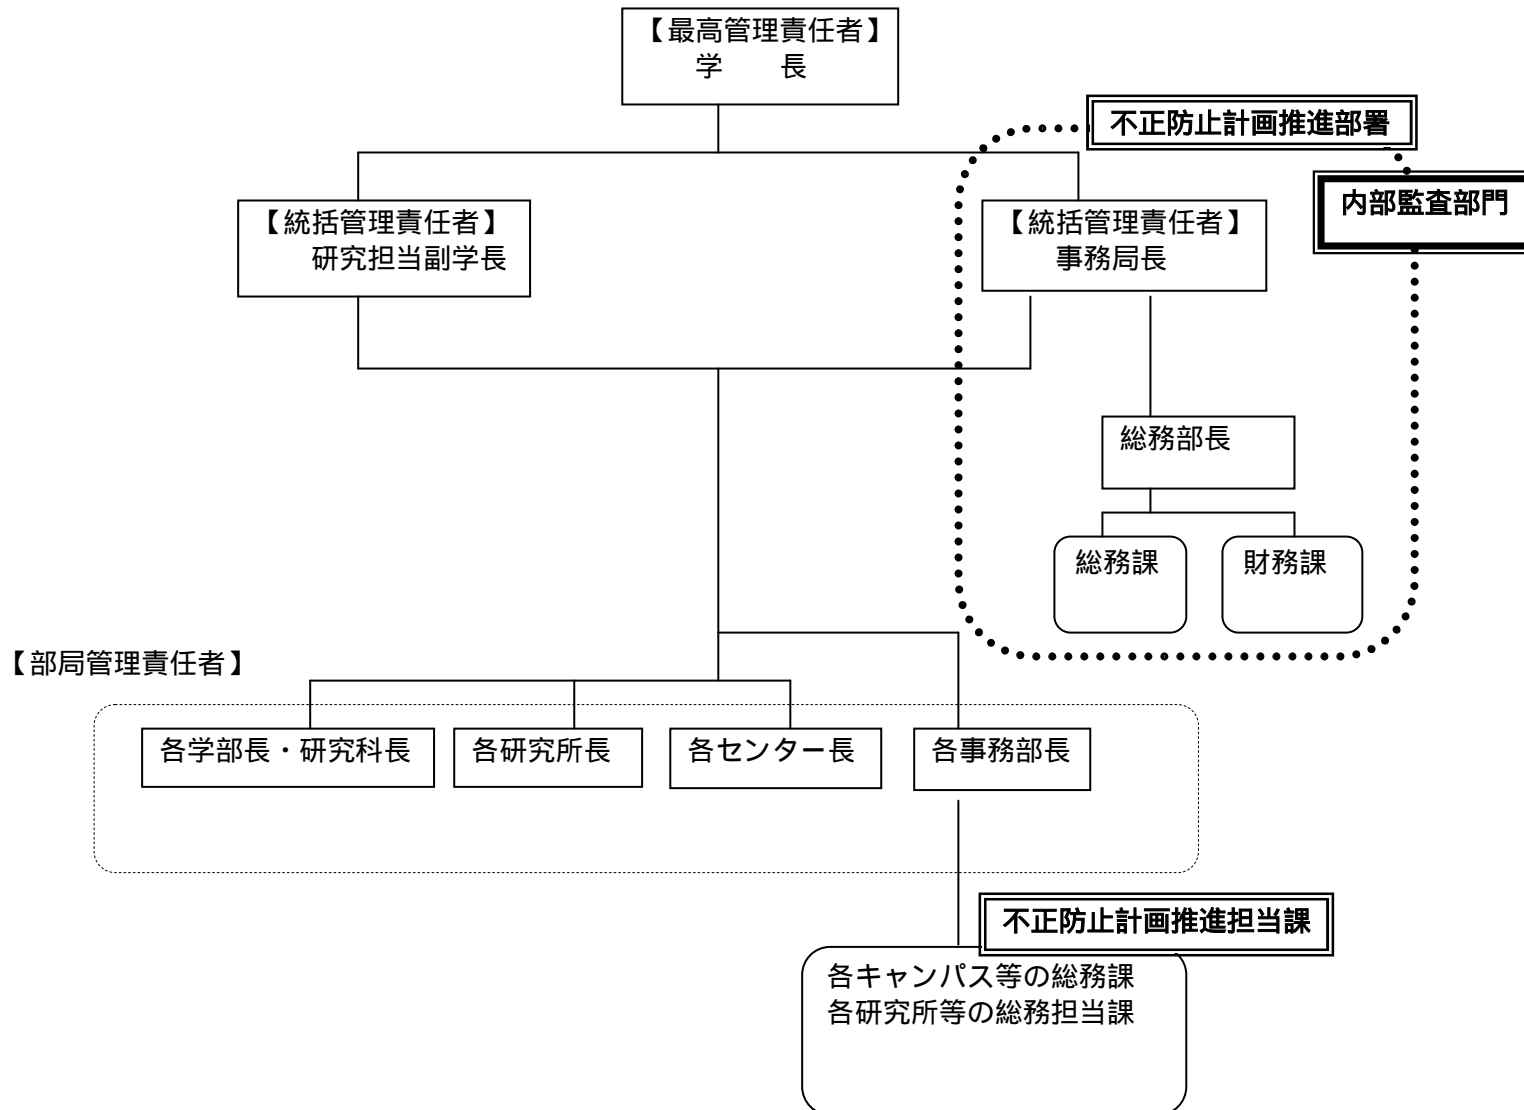 【最高管理責任者】
学　　長
不正防止計画推進部署
内部監査部門
【統括管理責任者】
研究担当副学長
【統括管理責任者】
事務局長
総務部長
総務課
財務課
【部局管理責任者】
各学部長・研究科長
各研究所長
各センター長
各事務部長
不正防止計画推進担当課
各キャンパス等の総務課
各研究所等の総務担当課